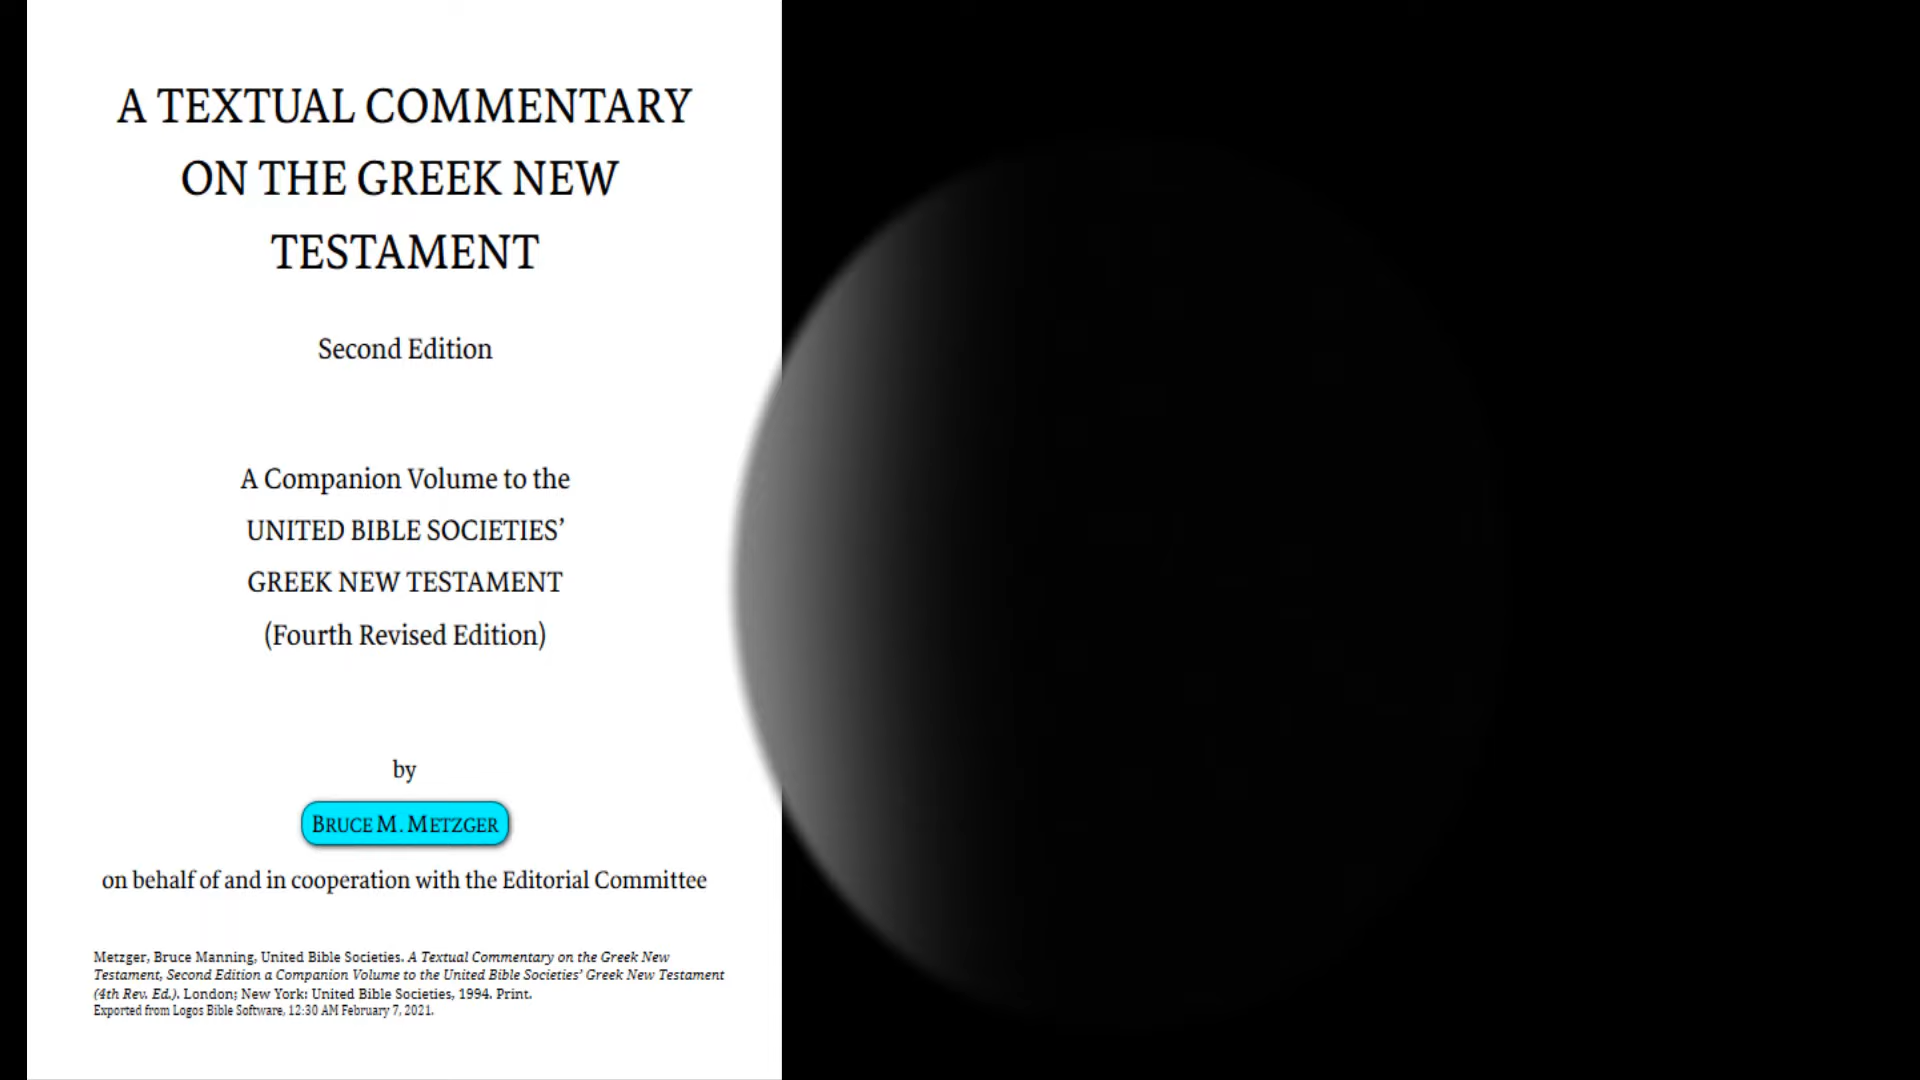 A TEXTUAL COMMENTARY
ON THE GREEK NEW
TESTAMENT
Second Edition
A Companion Volume to the
UNITED BIBLE SOCIETIES’
GREEK NEW TESTAMENT
(Fourth Revised Edition)
by
BRUCE M. METZGER
on behalf of and in cooperation with the Editorial Committee
Metzger, Bruce Manning, United Bible Societies. A Textual Commentary on the Greek New
Testament, Second Edition a Companion Volume to the United Bible Societies’ Greek New Testament
(4th Rev. Ed.). London; New York: United Bible Societies, 1994. Print.
Exported from Logos Bible Software, 12:30 AM February 7, 2021.